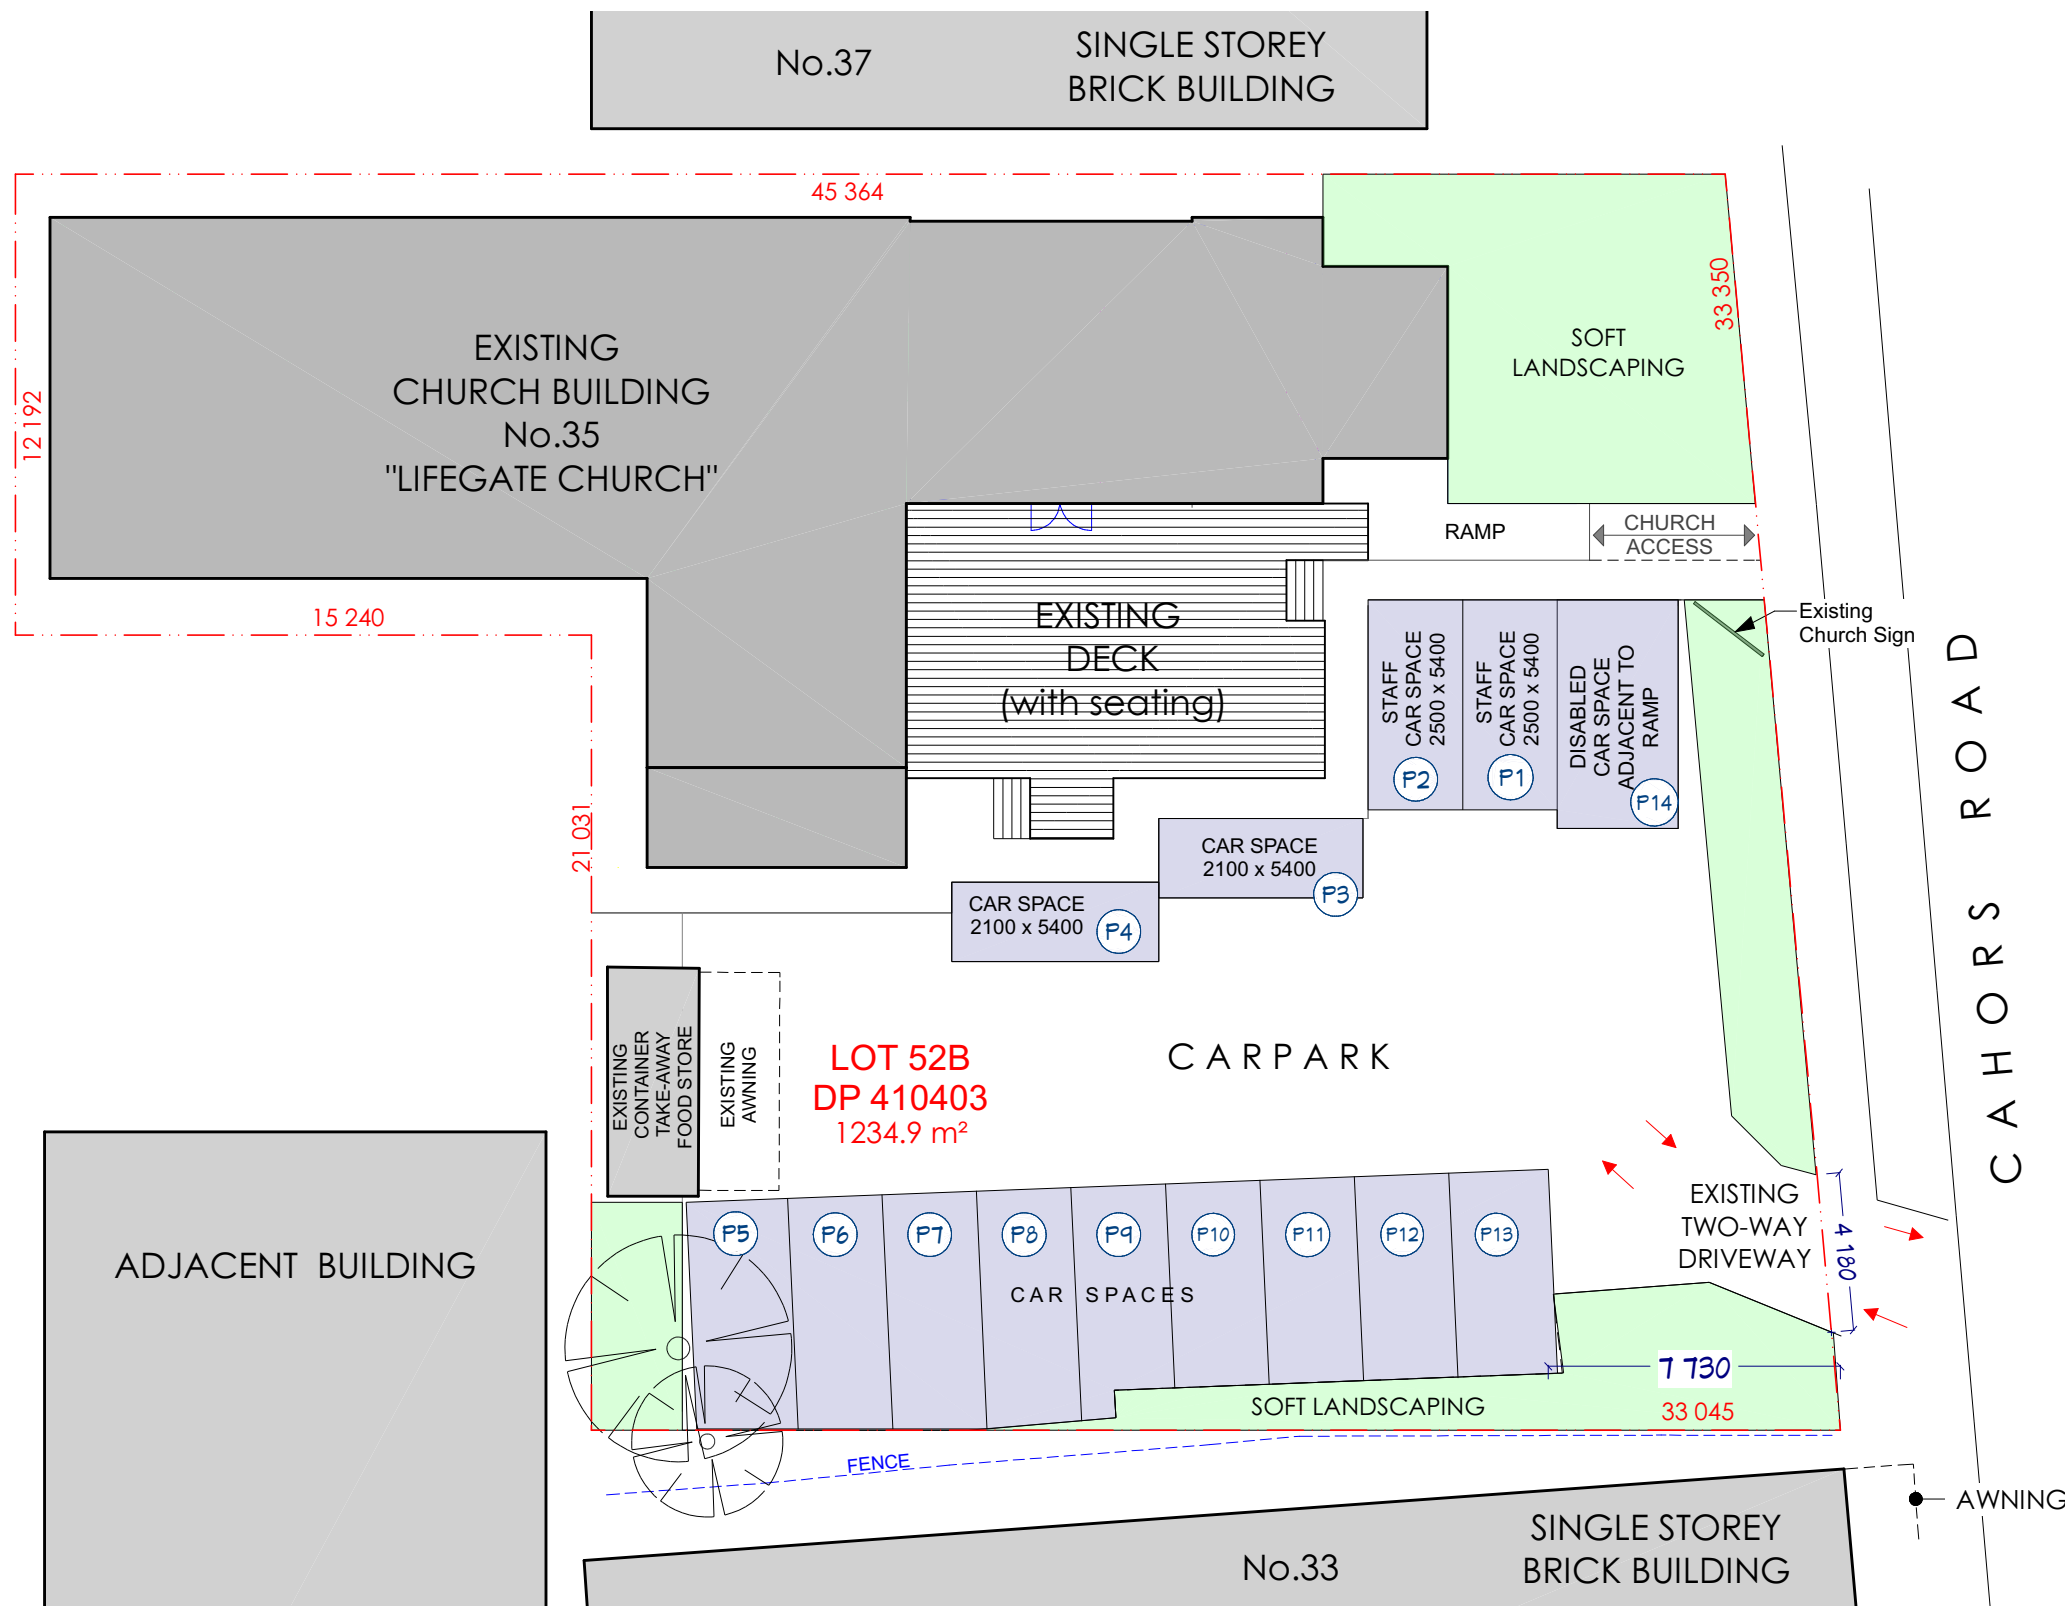 No.37
SINGLE STOREY
BRICK BUILDING
45 364
33 350
12 192
EXISTING
CHURCH BUILDING
No.35
"LIFEGATE CHURCH"
SOFT
LANDSCAPING
RAMP
CHURCH
ACCESS
15 240
EXISTING
DECK
(with seating)
STAFF
CAR SPACE
2500 x 5400
P2
STAFF
CAR SPACE
2500 x 5400
P1
DISABLED
CAR SPACE
ADJACENT TO
RAMP
P14
Existing
Church Sign
CAHORS ROAD
21 031
CAR SPACE
2100 x 5400
P3
CAR SPACE
2100 x 5400
P4
EXISTING
CONTAINER
TAKE-AWAY
FOOD STORE
EXISTING
AWNING
LOT 52B
DP 410403
1234.9 m²
CARPARK
ADJACENT BUILDING
P5
P6
P7
P8
P9
P10
P11
P12
P13
CAR SPACES
EXISTING
TWO-WAY
DRIVEWAY
4 180
7 730
SOFT LANDSCAPING
33 045
FENCE
AWNING
No.33
SINGLE STOREY
BRICK BUILDING